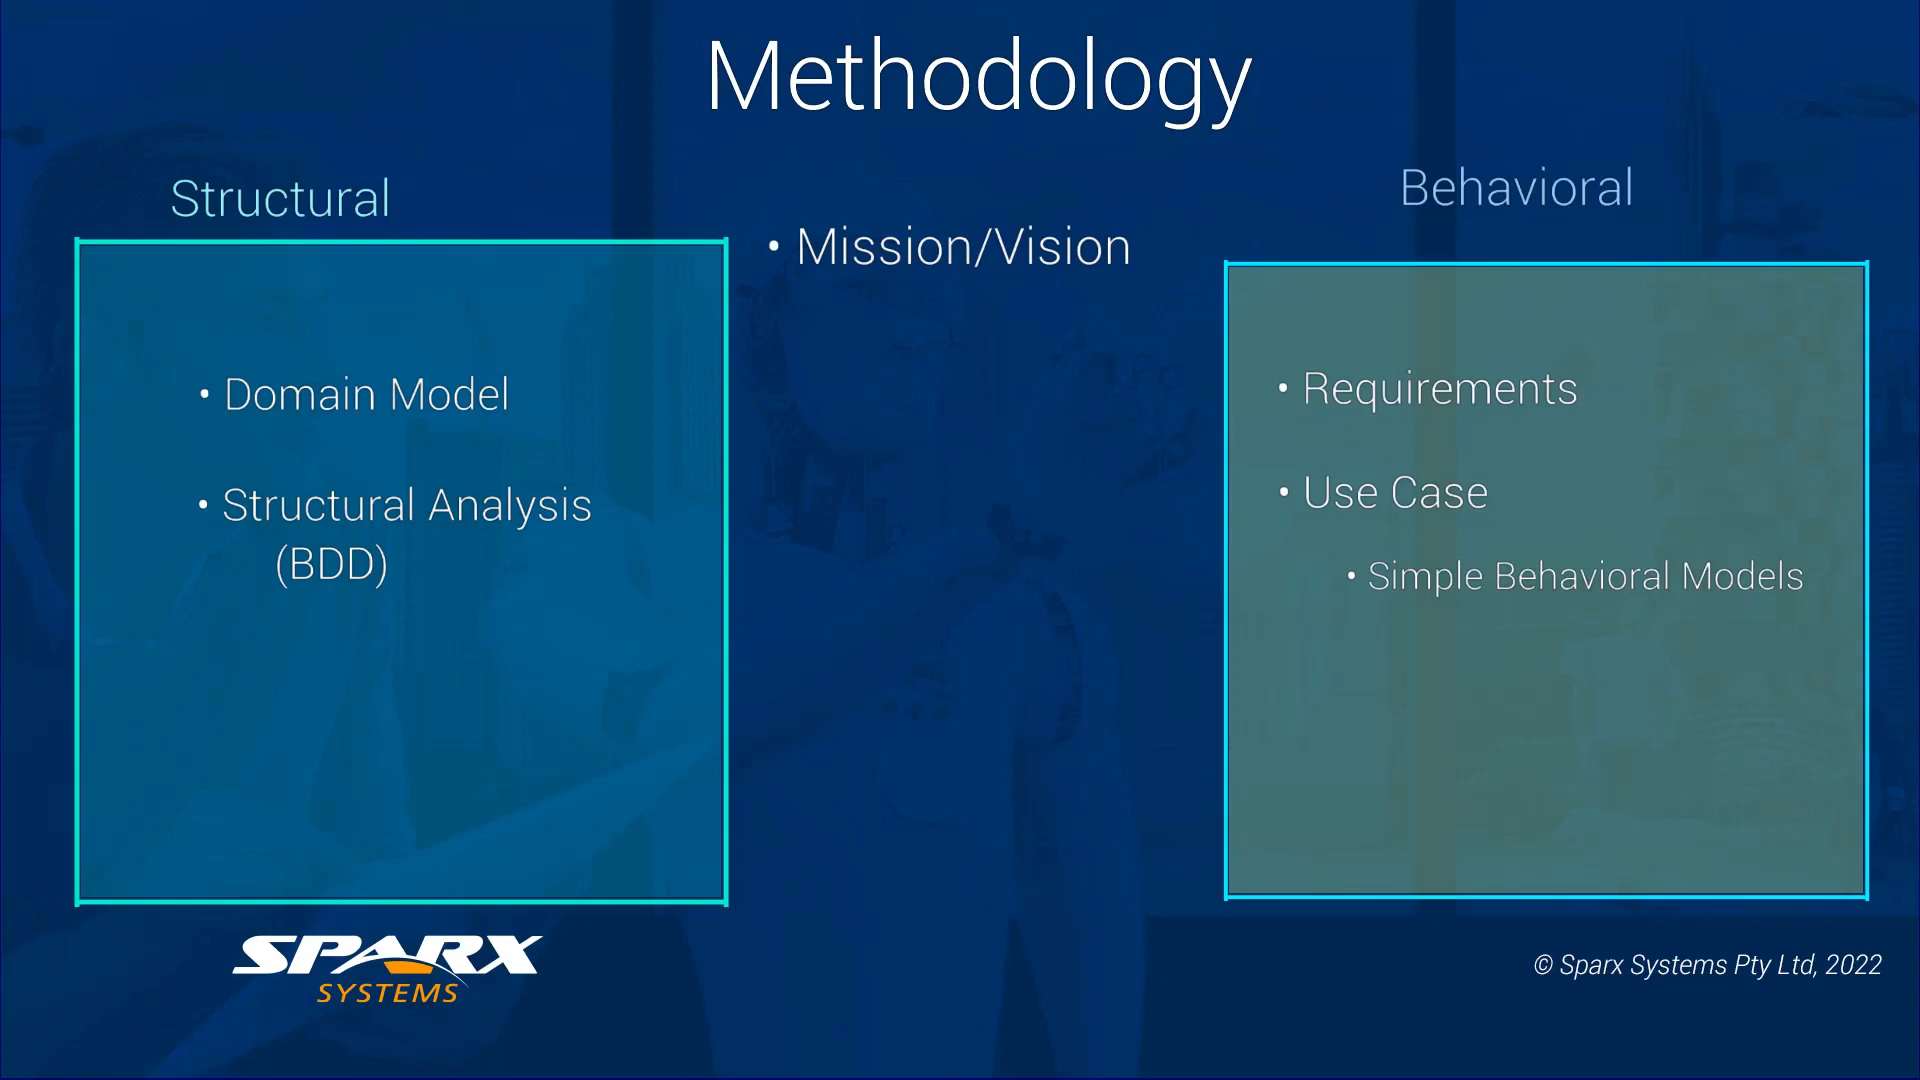 Methodology
Structural
• Domain Model
• Structural Analysis
(BDD)
• Mission/Vision
Behavioral
• Requirements
• Use Case
• Simple Behavioral Models
SPARX
SYSTEMS
© Sparx Systems Pty Ltd, 2022